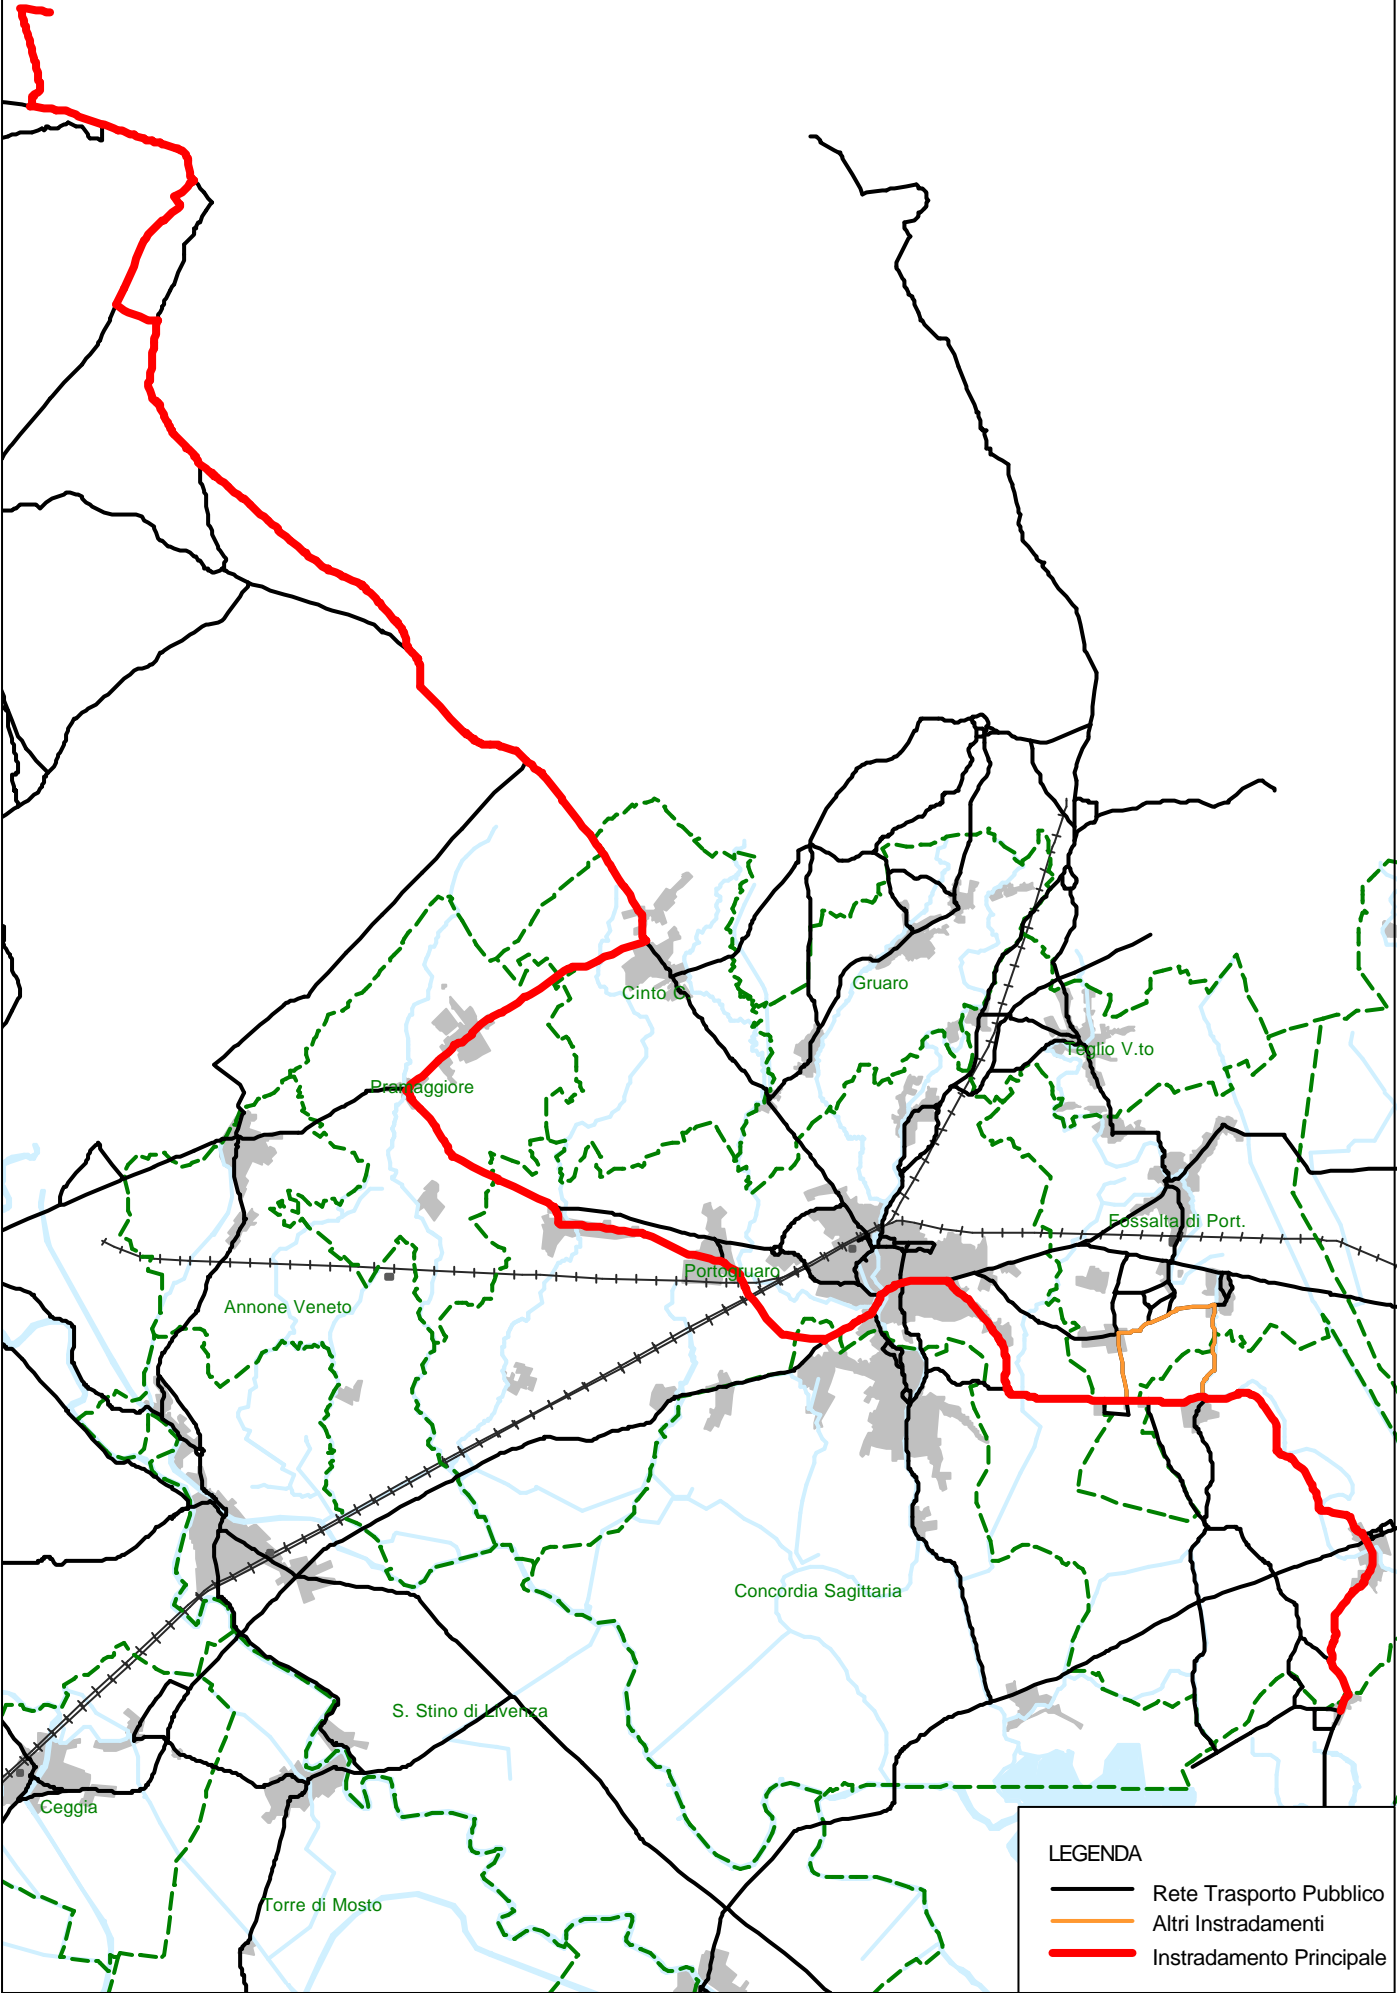 Cinto C.
Gruaro
Teglio V.to
Pramaggiore
Fossalta di Port.
Portogruaro
Annone Veneto
Concordia Sagittaria
S. Stino di Livenza
Ceggia
Torre di Mosto
LEGENDA
Rete Trasporto Pubblico
Altri Instradamenti
Instradamento Principale